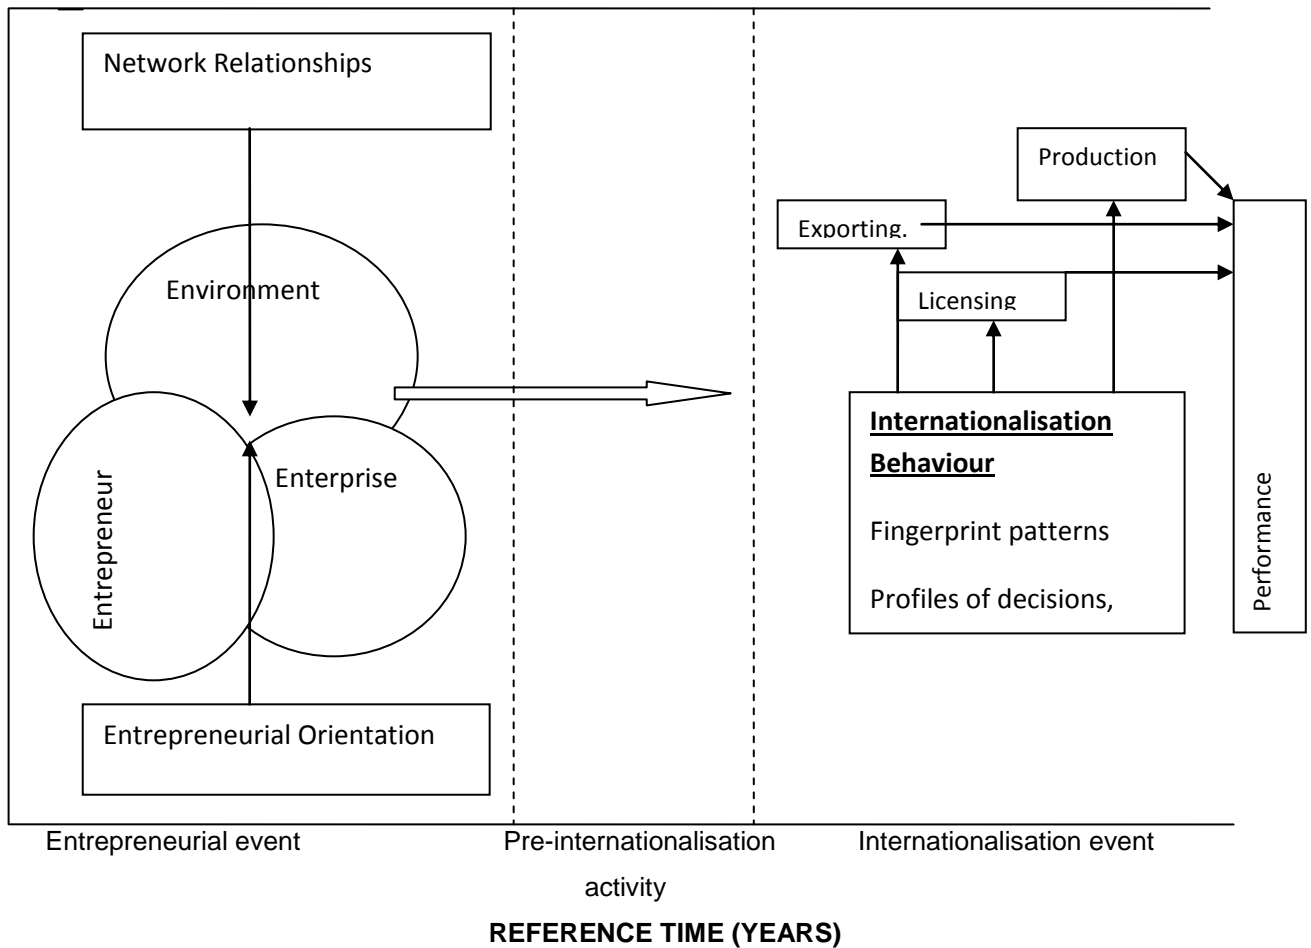 Network Relationships
Production
Exporting.
Environment
Licensing
Internationalisation
Behaviour
Enterprise
Entrepreneur
Fingerprint patterns
Performance
Profiles of decisions,
Entrepreneurial Orientation
Entrepreneurial event
Pre-internationalisation
activity
Internationalisation event
REFERENCE TIME (YEARS)